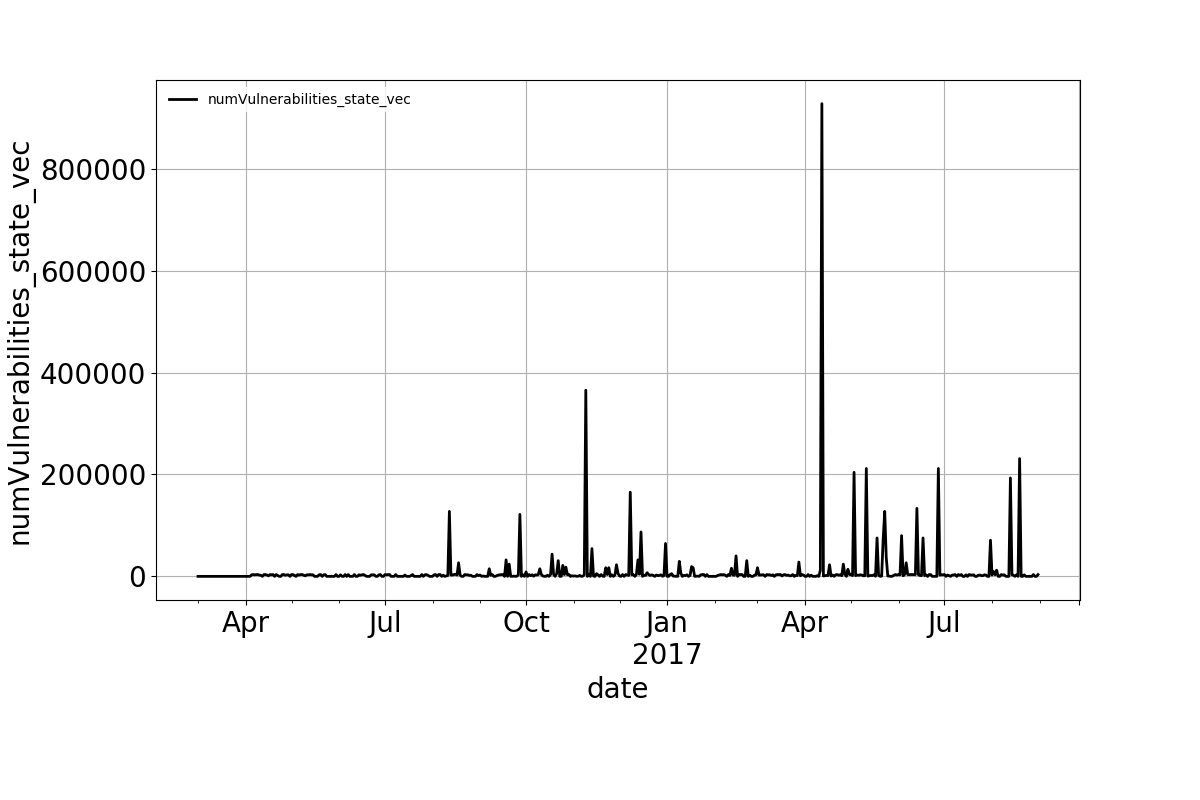 numVulnerabilities_state_vec
numVulnerabilities_state_vec
800000
600000
400000
200000
0
Apr Jul Oct Jan Apr Jul
2017
date